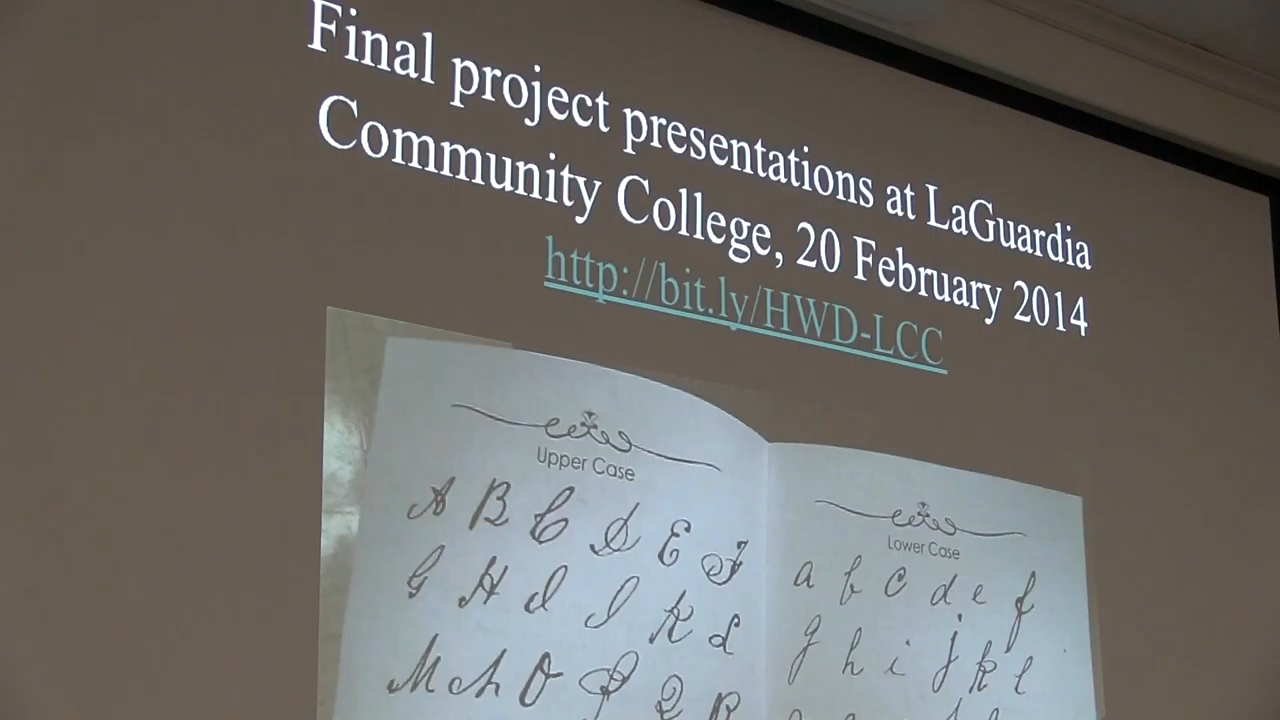 Final project presentations at LaGuardia
Community College, 20 February 2014
http://bit.ly/HWD-LCC
Upper Case
A B C D E F
G H I J K L
M N O P Q R
Lower Case
a b c d e f
g h i j k l